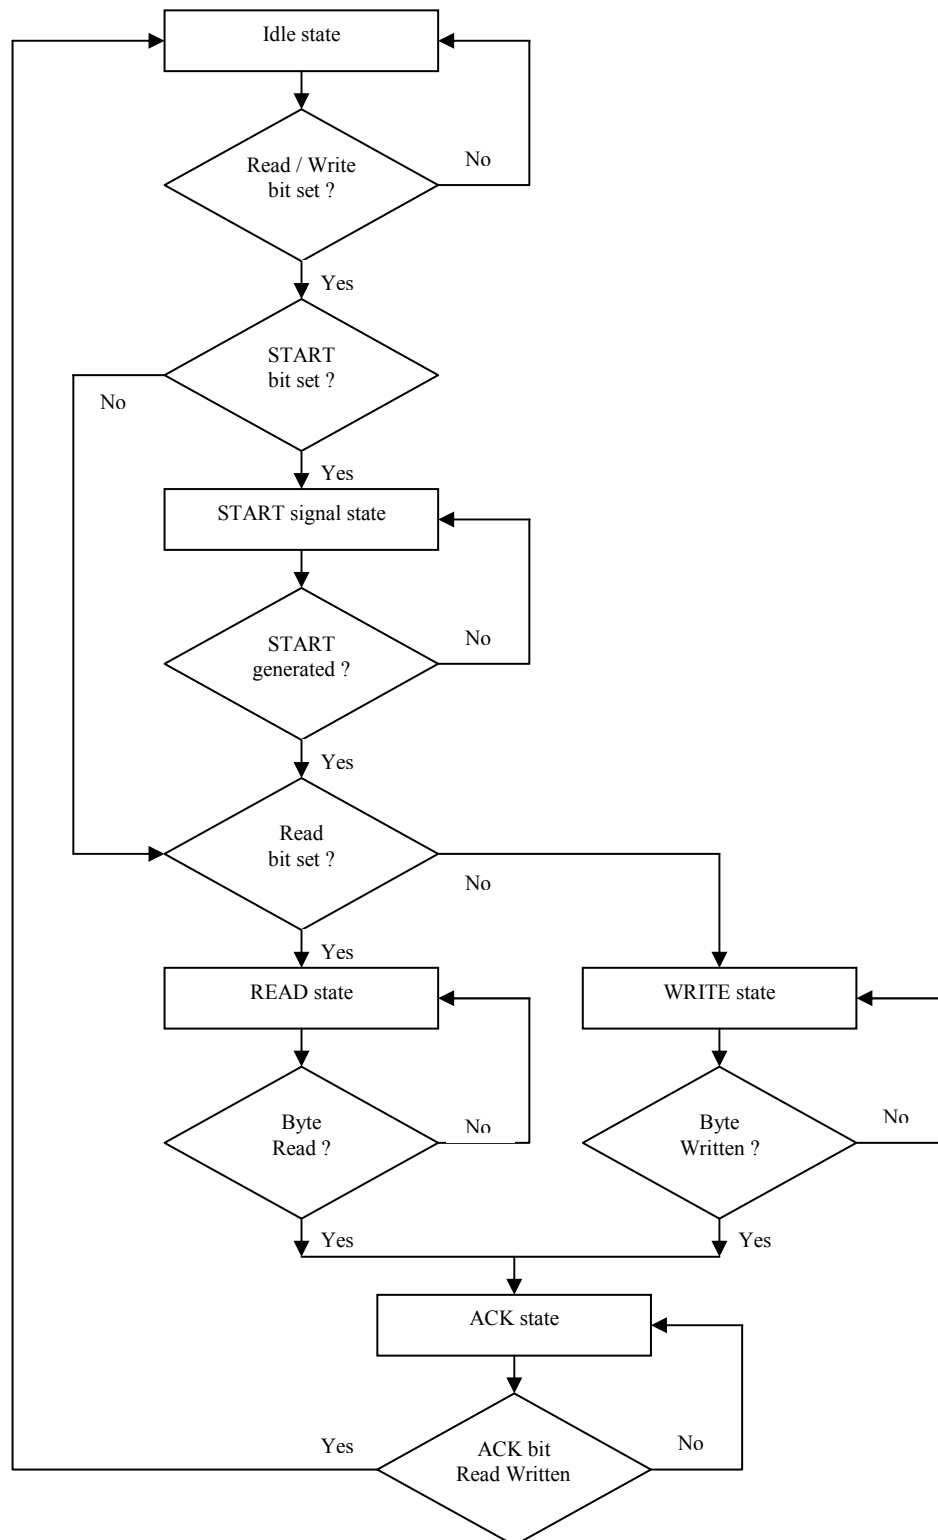 Idle state
Read / Write
bit set ?
No
Yes
START
bit set ?
No
Yes
START signal state
START
generated ?
No
Yes
Read
bit set ?
No
Yes
READ state
WRITE state
Byte
Read ?
No
Byte
Written ?
No
Yes
Yes
ACK state
Yes
ACK bit
Read Written
No